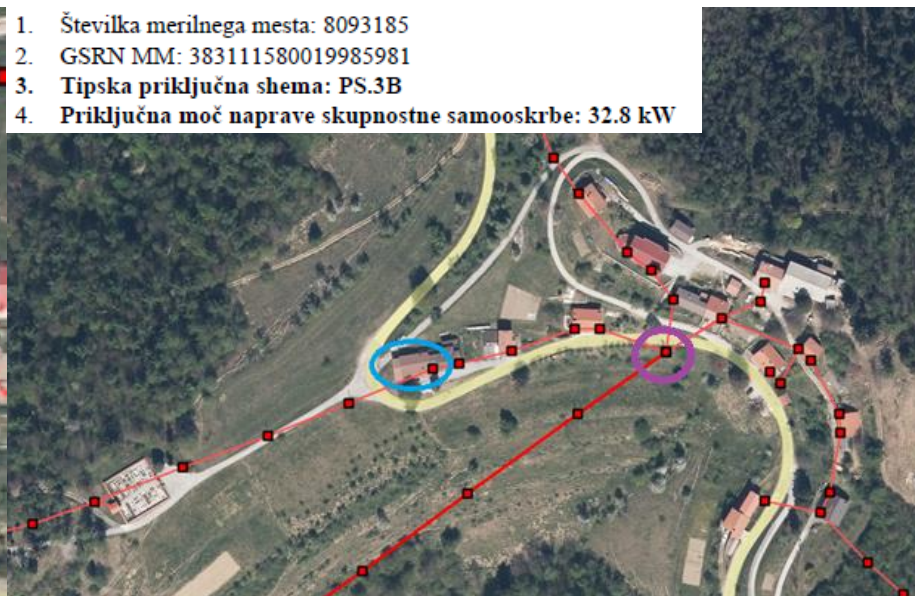 1. Številka merilnega mesta: 8093185
2. GSRN MM: 383111580019985981
3. Tipska priključna shema: PS.3B
4. Priključna moč naprave skupnostne samooskrbe: 32.8 kW